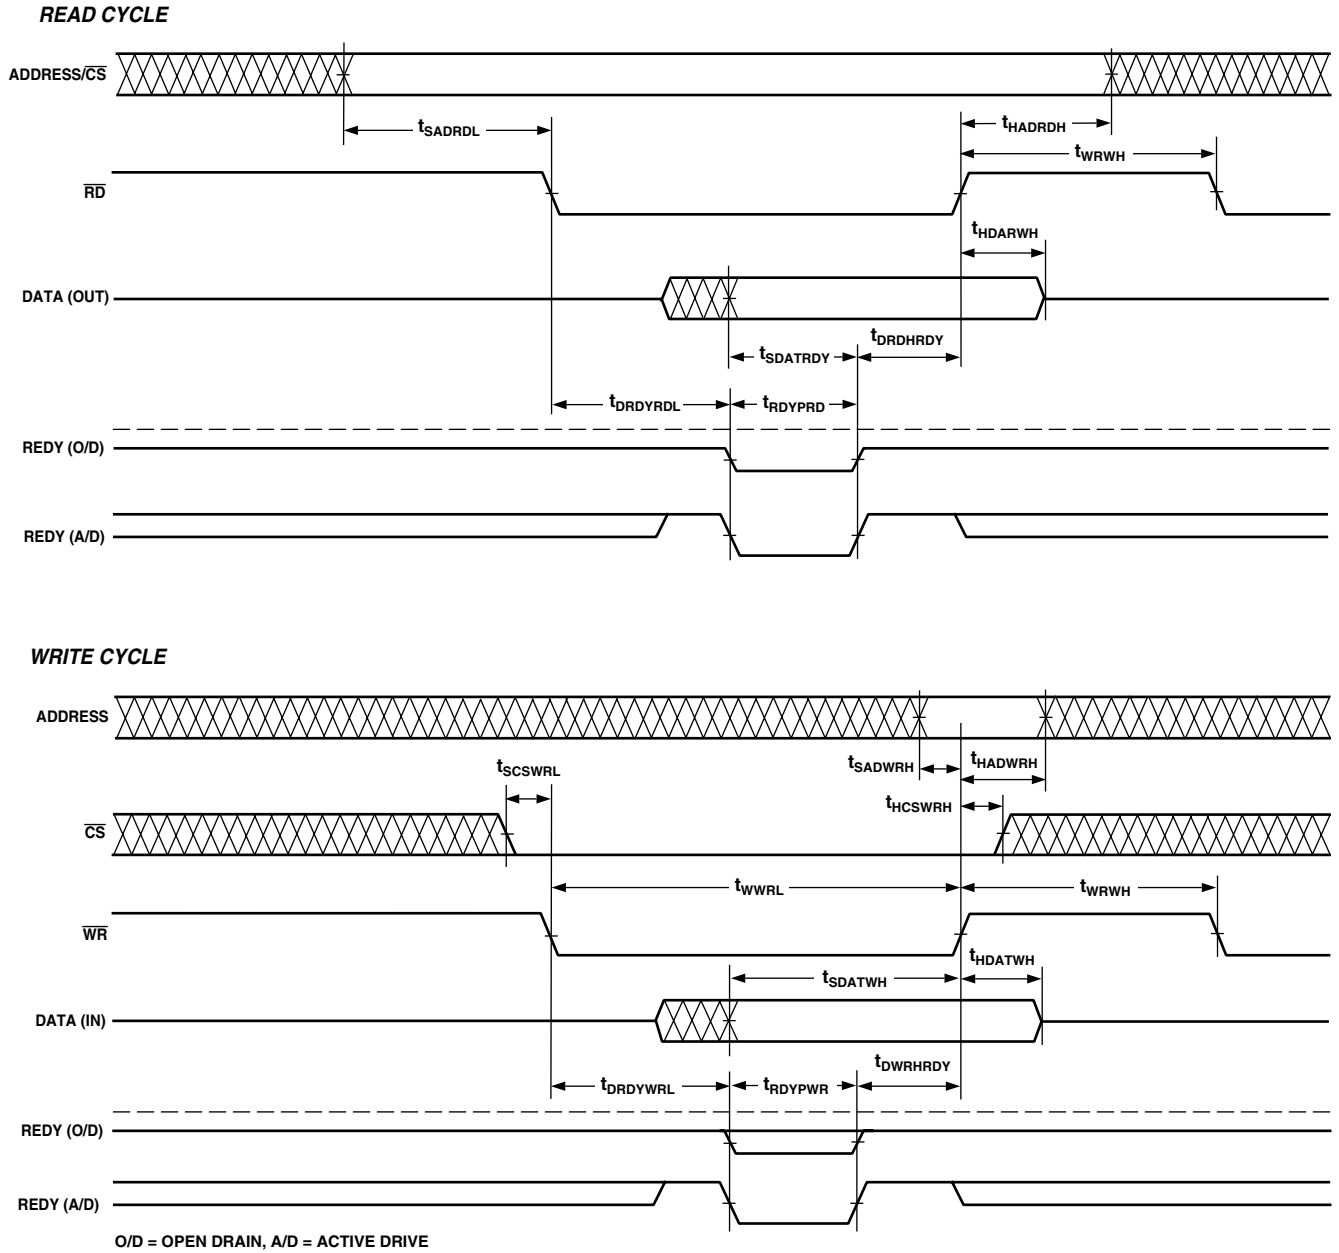 READ CYCLE
ADDRESS/CS
tSADRDL
tHADRDH
tWRWH
RD
tHDARWH
DATA (OUT)
tSDATRDY
tDRDHRDY
tDRDYRDL
tRDYPRD
REDY (O/D)
REDY (A/D)
WRITE CYCLE
ADDRESS
tSCSWRL
tSADWRH
tHADWRH
tHCSWRH
CS
tWWRL
tWRWH
WR
tHDATWH
tSDATWH
DATA (IN)
tDRDYWRL
tRDYPWR
tDWRHRDY
REDY (O/D)
REDY (A/D)
O/D = OPEN DRAIN, A/D = ACTIVE DRIVE